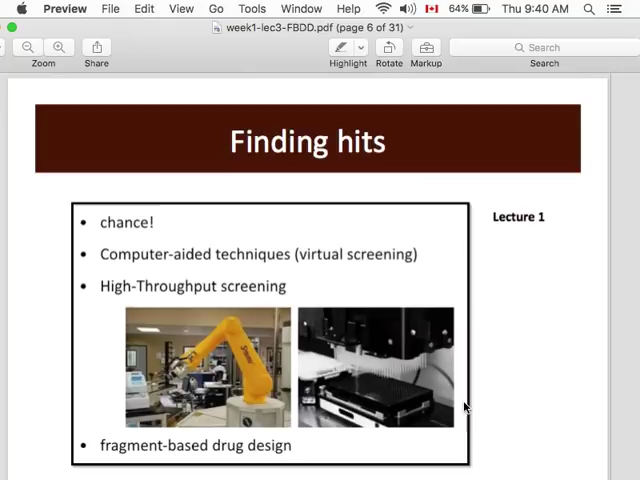 Preview File Edit View Go Tools Window Help 64% Thu 9:40 AM
week1-lec3-FBDD.pdf (page 6 of 31)
Search
Zoom Share Highlight Rotate Markup Search
Finding hits
• chance!
Lecture 1
• Computer-aided techniques (virtual screening)
• High-Throughput screening
• fragment-based drug design